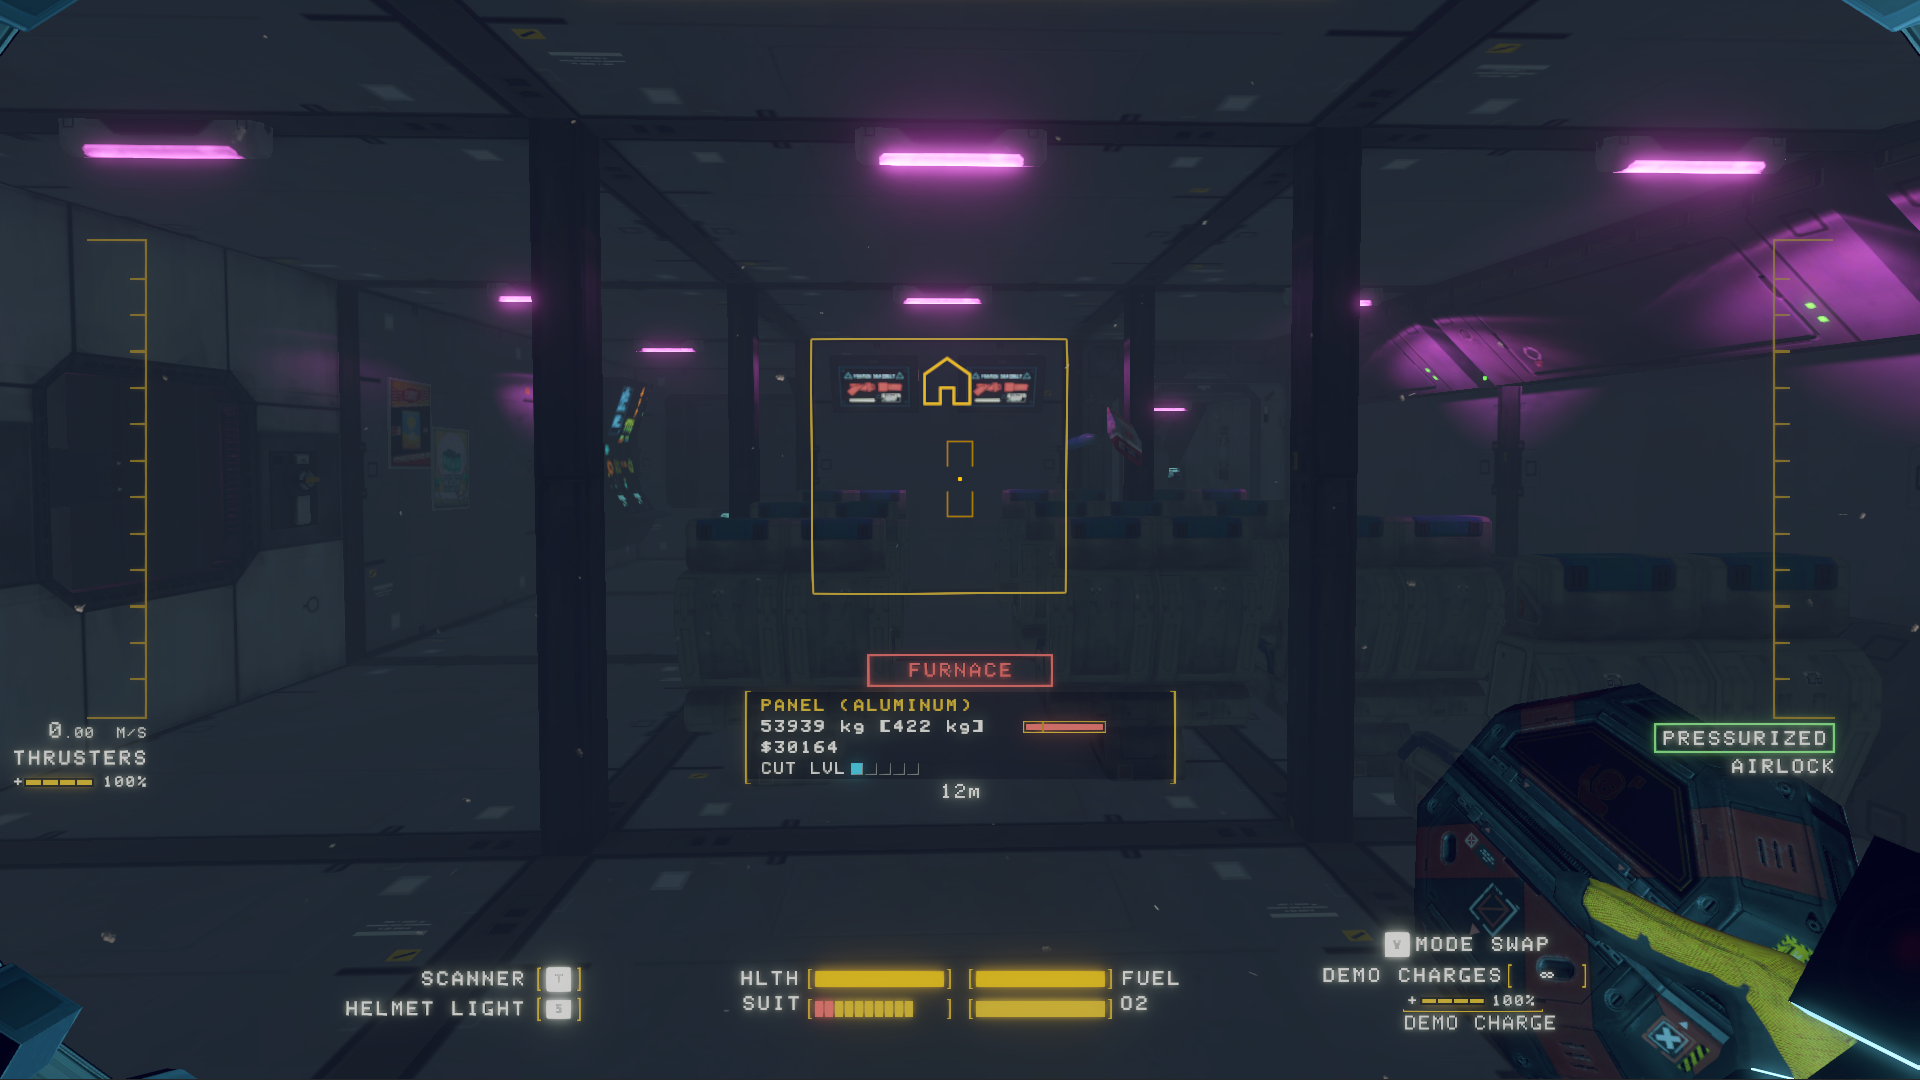 FURNACE
PANEL (ALUMINUM)
53939 kg [422 kg]
$30164
CUT LVL
12m
0.00 M/S
THRUSTERS
+ 100%
PRESSURIZED
AIRLOCK
SCANNER [T]
HELMET LIGHT [S]
HLTH
SUIT
FUEL
O2
V MODE SWAP
DEMO CHARGES[ ∞ ]
+ 100%
DEMO CHARGE